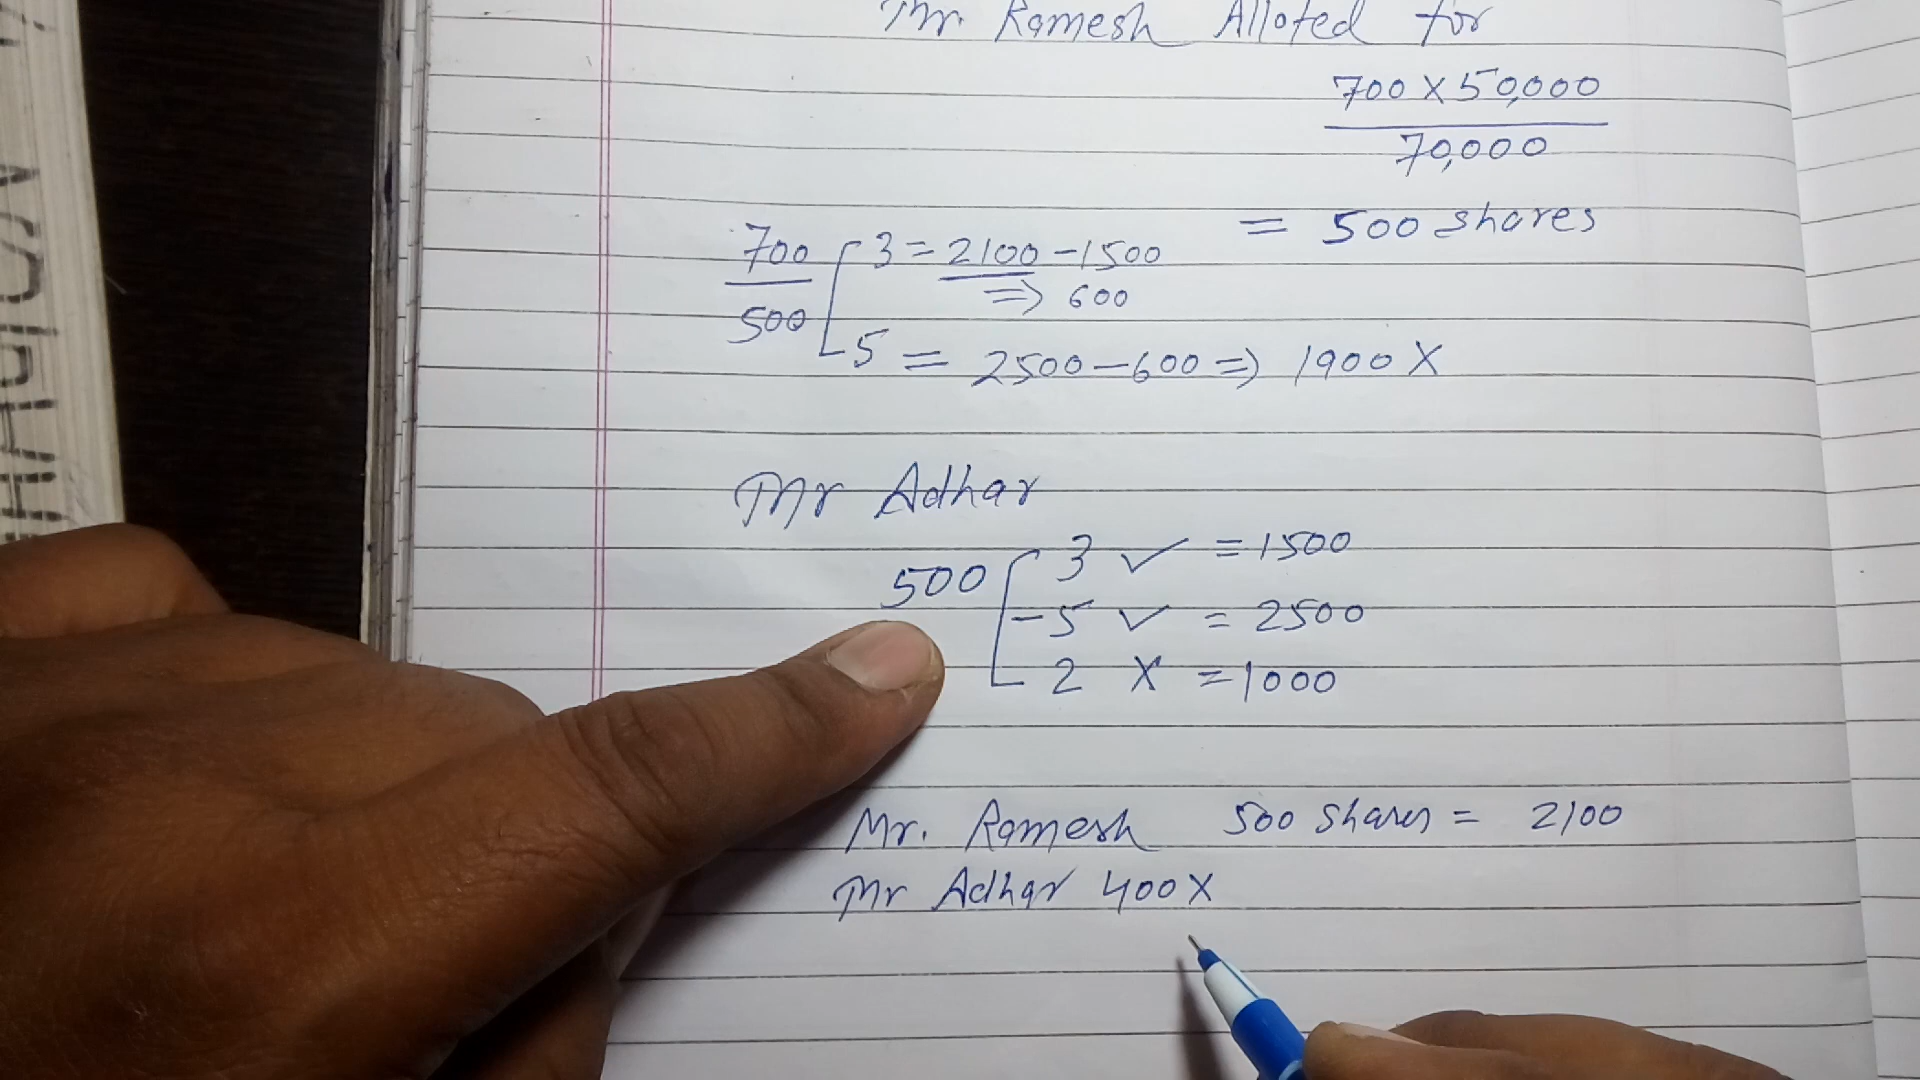 Mr. Ramesh Alloted for
700 X 50,000
70,000
= 500 shares
700 3 = 2100 - 1500
=> 600
500
5 = 2500 - 600 => 1900 X
Mr Adhar
500 3 ✓ = 1500
- 5 ✓ = 2500
2 X = 1000
Mr. Ramesh 500 shares = 2100
Mr Adhar 400 X